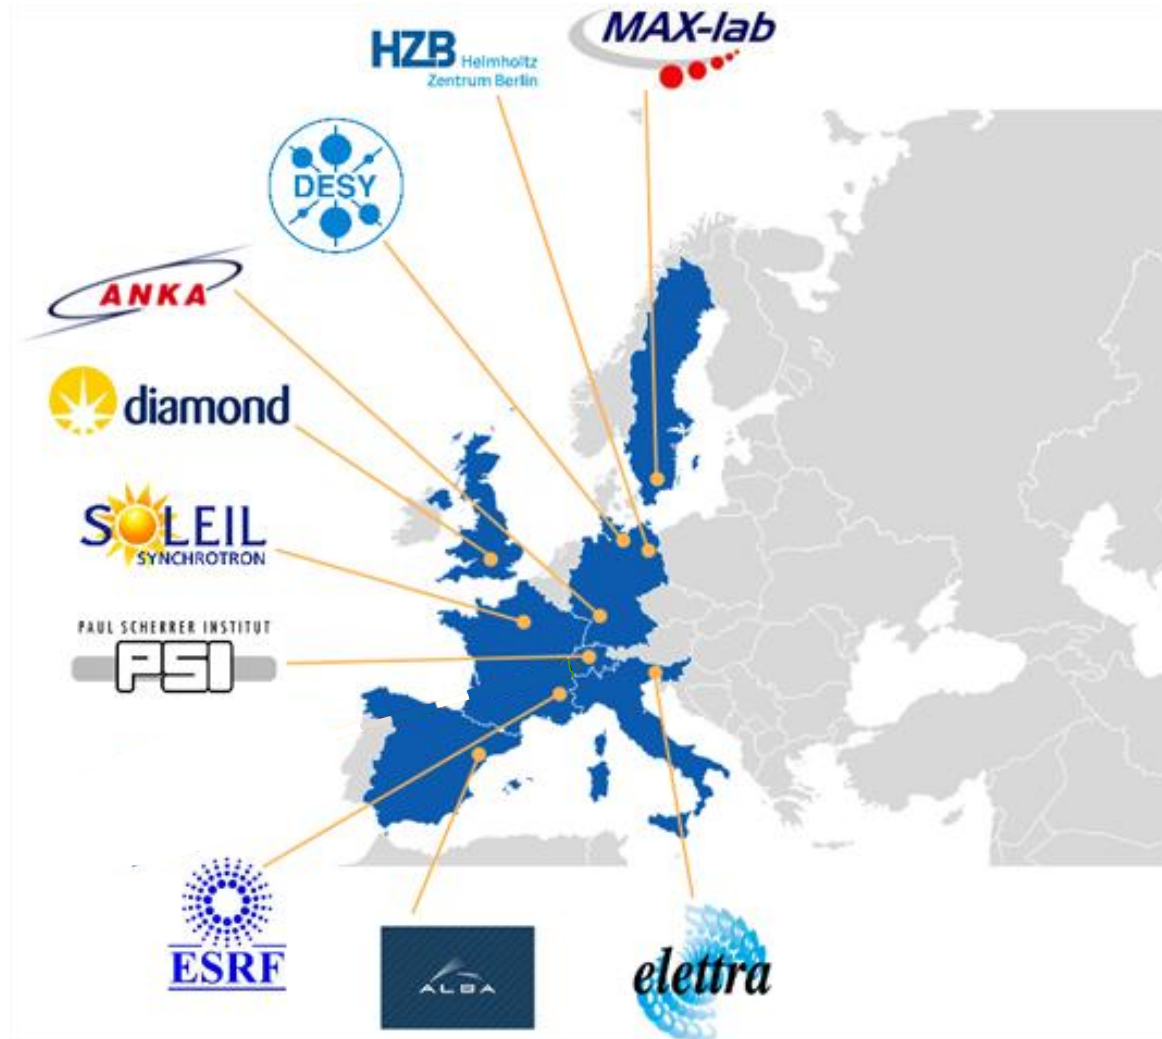 HZB Helmholtz
Zentrum Berlin
MAX-lab
DESY
ANKA
diamond
SOLEIL
SYNCHROTRON
PAUL SCHERRER INSTITUT
PSI
ESRF
ALBA
elettra